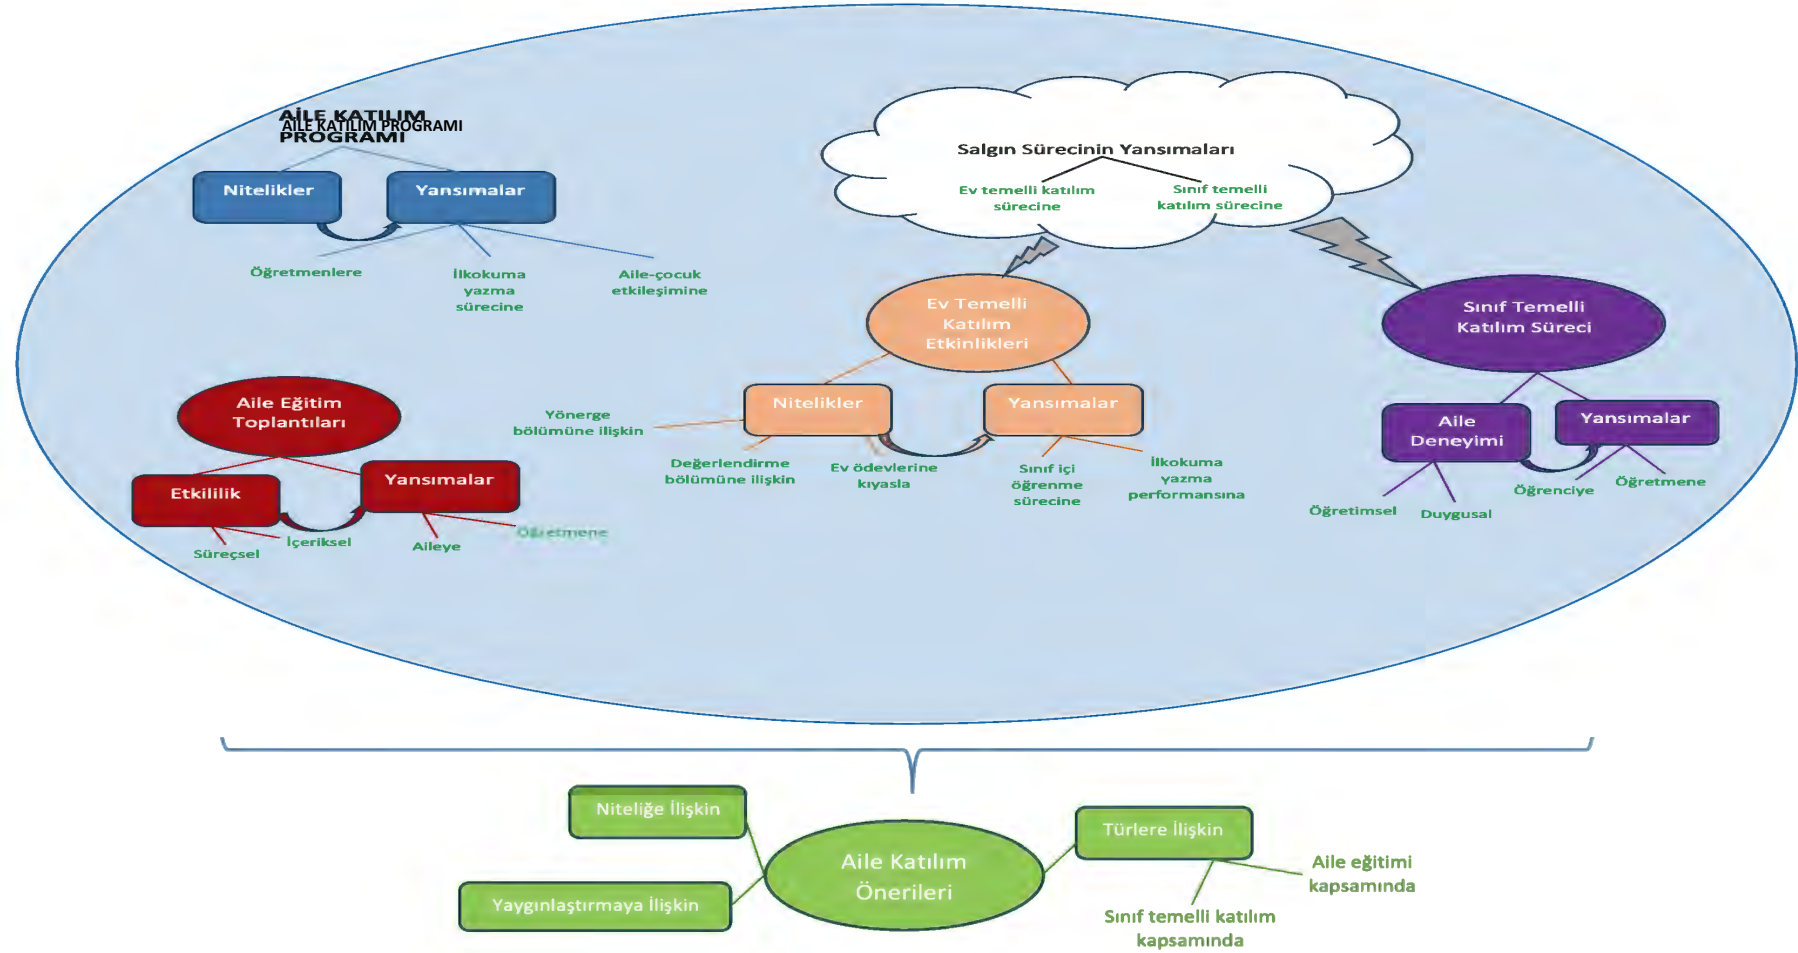 AİLE KATILIM
PROGRAMI
AİLE KATILIM PROGRAMI
Nitelikler
Yansımalar
Öğretmenlere
İlkokuma
yazma
sürecine
Aile-çocuk
etkileşimine
Salgın Sürecinin Yansımaları
Ev temelli katılım
sürecine
Sınıf temelli
katılım sürecine
Aile Eğitim
Toplantıları
Etkililik
Yansımalar
Süreçsel
İçeriksel
Aileye
Öğretmene
Ev Temelli
Katılım
Etkinlikleri
Nitelikler
Yansımalar
Yönerge
bölümüne ilişkin
Değerlendirme
bölümüne ilişkin
Ev ödevlerine
kıyasla
Sınıf içi
öğrenme
sürecine
İlkokuma
yazma
performansına
Sınıf Temelli
Katılım Süreci
Aile
Deneyimi
Yansımalar
Öğretimsel
Duygusal
Öğrenciye
Öğretmene
Niteliğe İlişkin
Yaygınlaştırmaya İlişkin
Aile Katılım
Önerileri
Türlere İlişkin
Aile eğitimi
kapsamında
Sınıf temelli katılım
kapsamında